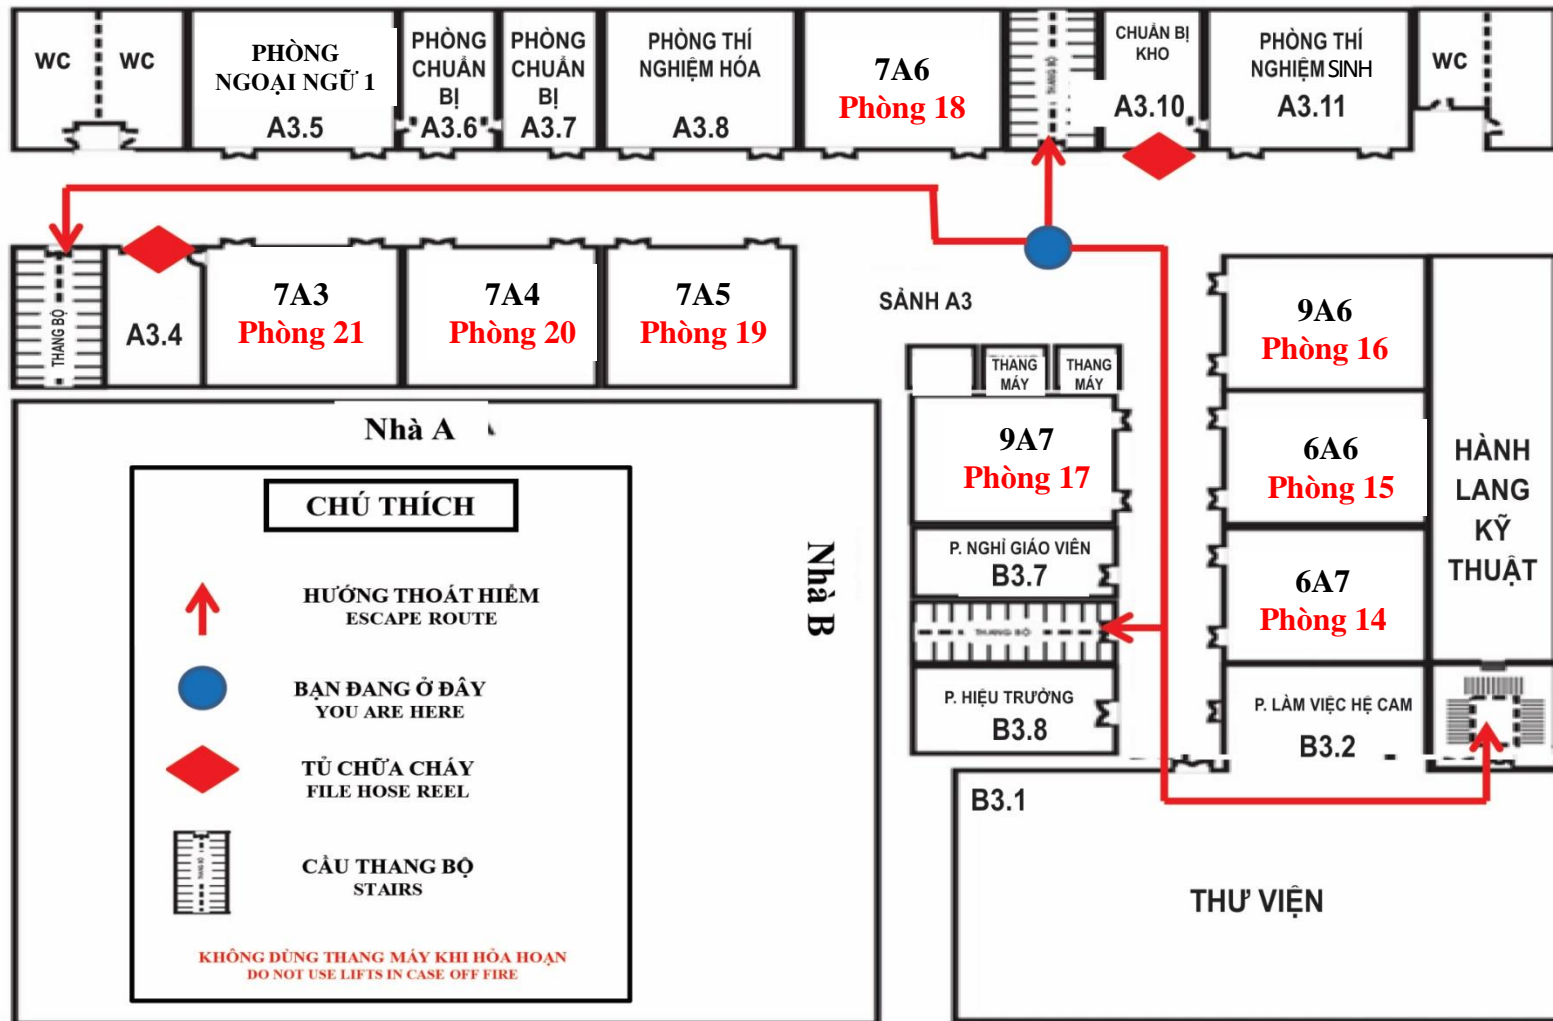 WC
WC
PHÒNG
NGOẠI NGỮ 1
A3.5
PHÒNG
CHUẨN
BỊ
A3.6
PHÒNG
CHUẨN
BỊ
A3.7
PHÒNG THÍ
NGHIỆM HÓA
A3.8
7A6
Phòng 18
THANG BỘ
CHUẨN BỊ
KHO
A3.10
PHÒNG THÍ
NGHIỆM SINH
A3.11
WC
THANG BỘ
A3.4
7A3
Phòng 21
7A4
Phòng 20
7A5
Phòng 19
SẢNH A3
THANG
MÁY
THANG
MÁY
9A6
Phòng 16
9A7
Phòng 17
6A6
Phòng 15
HÀNH
LANG
KỸ
THUẬT
P. NGHỈ GIÁO VIÊN
B3.7
6A7
Phòng 14
THANG BỘ
P. HIỆU TRƯỞNG
B3.8
P. LÀM VIỆC HỆ CAM
B3.2
B3.1
THƯ VIỆN
Nhà A
Nhà B
CHÚ THÍCH
HƯỚNG THOÁT HIỂM
ESCAPE ROUTE
BẠN ĐANG Ở ĐÂY
YOU ARE HERE
TỦ CHỮA CHÁY
FILE HOSE REEL
THANG BỘ
CẦU THANG BỘ
STAIRS
KHÔNG DÙNG THANG MÁY KHI HỎA HOẠN
DO NOT USE LIFTS IN CASE OFF FIRE